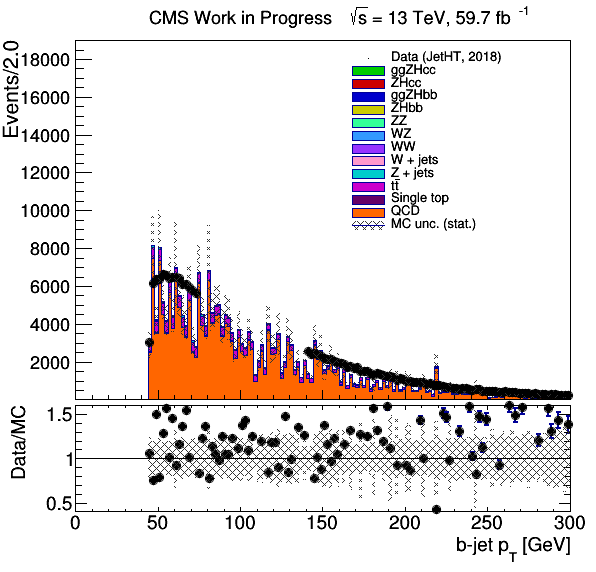 CMS Work in Progress √s = 13 TeV, 59.7 fb⁻¹
Events/2.0
18000
16000
14000
12000
10000
8000
6000
4000
2000
Data (JetHT, 2018)
ggZHcc
ZHcc
ggZHbb
ZHbb
ZZ
WZ
WW
W + jets
Z + jets
tt̄
Single top
QCD
MC unc. (stat.)
Data/MC
1.5
1
0.5
0 50 100 150 200 250 300
b-jet p_T [GeV]